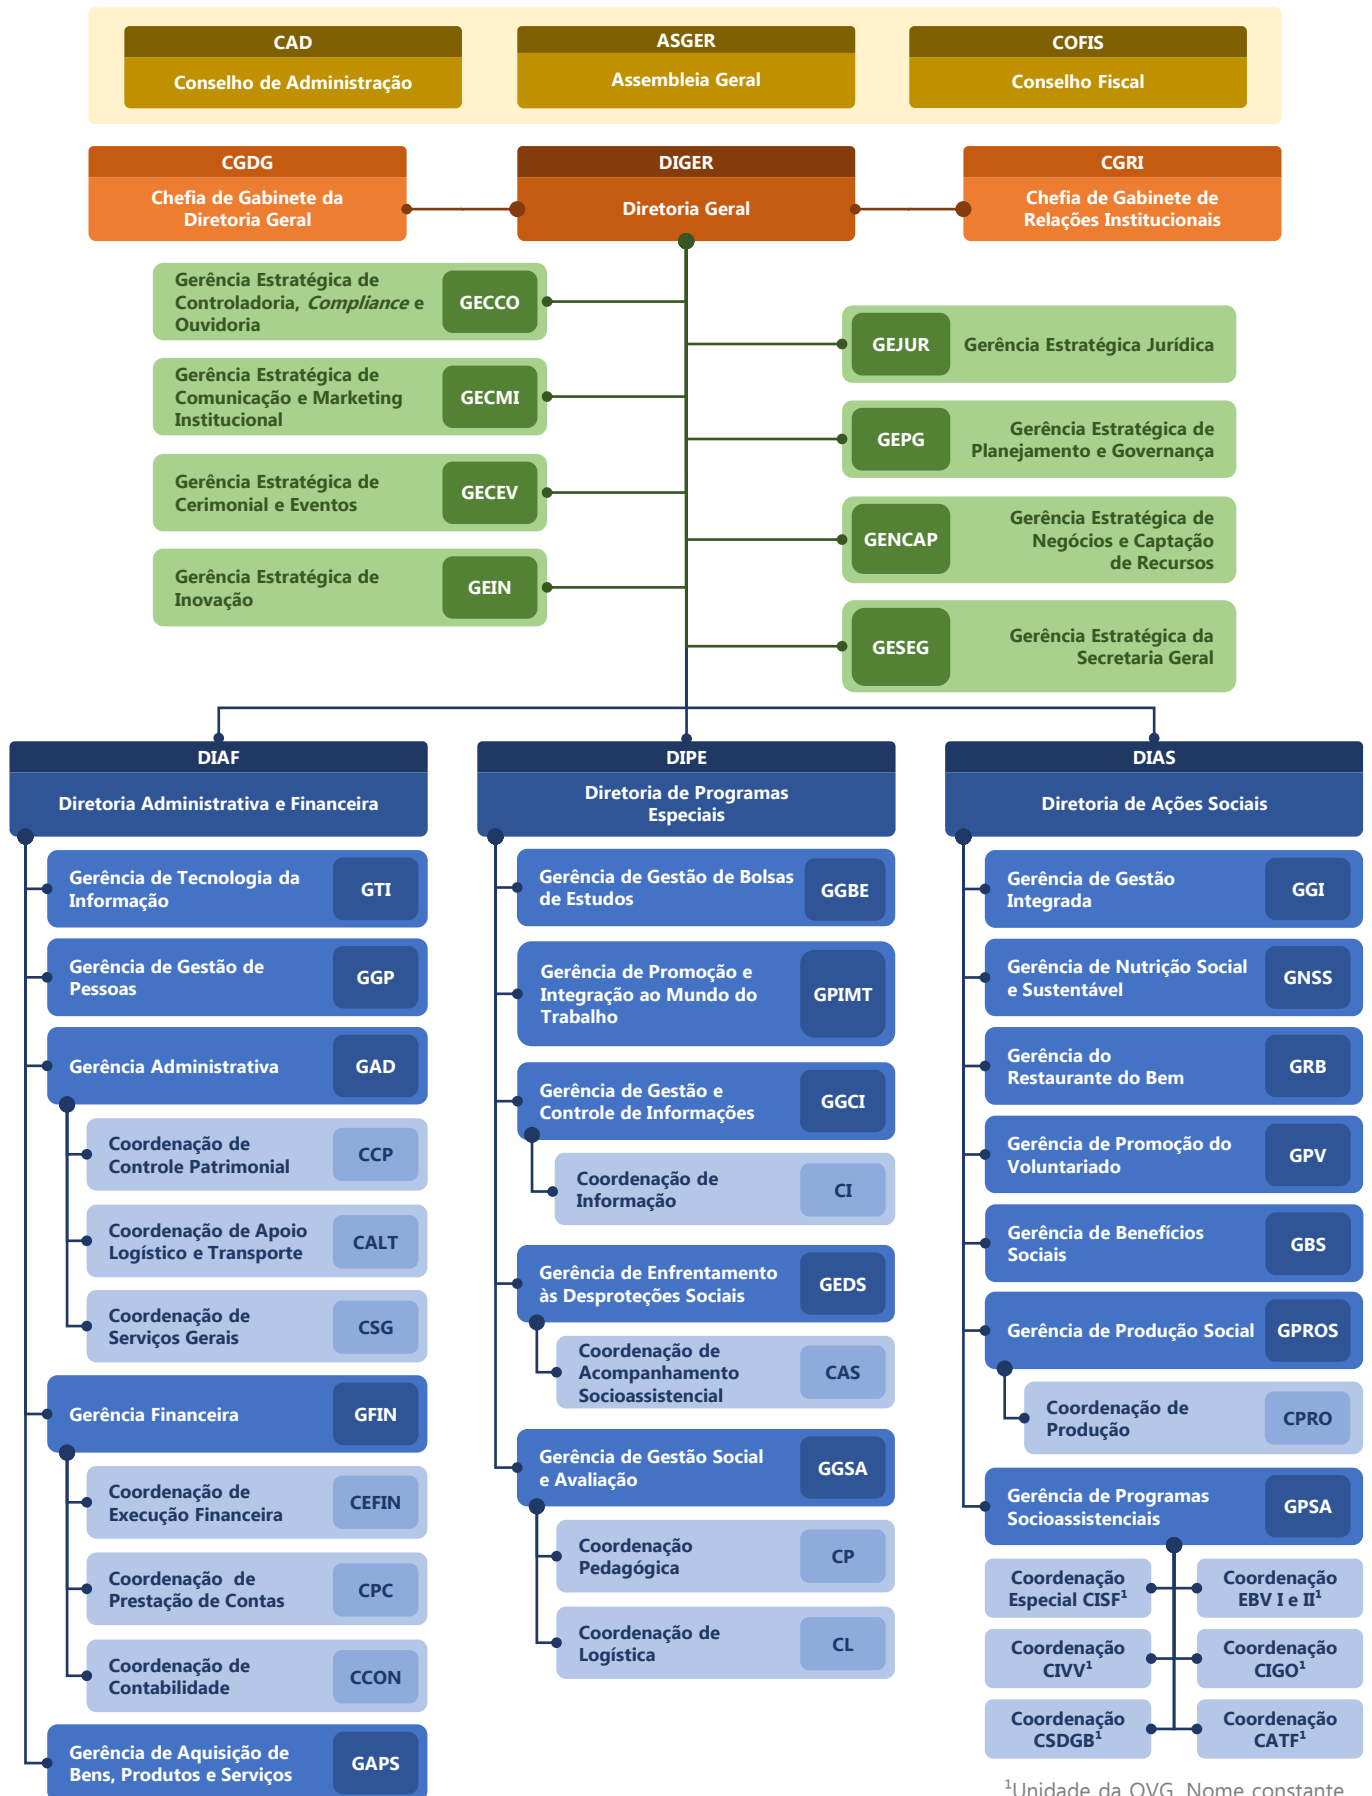 CAD
Conselho de Administração
ASGER
Assembleia Geral
COFIS
Conselho Fiscal
CGDG
Chefia de Gabinete da
Diretoria Geral
DIGER
Diretoria Geral
CGRI
Chefia de Gabinete de
Relações Institucionais
Gerência Estratégica de
Controladoria, Compliance e
Ouvidoria
GECCO
Gerência Estratégica de
Comunicação e Marketing
Institucional
GECMI
Gerência Estratégica de
Cerimonial e Eventos
GECEV
Gerência Estratégica de
Inovação
GEIN
GEJUR
Gerência Estratégica Jurídica
GEPG
Gerência Estratégica de
Planejamento e Governança
GENCAP
Gerência Estratégica de
Negócios e Captação
de Recursos
GESEG
Gerência Estratégica da
Secretaria Geral
DIAF
Diretoria Administrativa e Financeira
Gerência de Tecnologia da
Informação
GTI
Gerência de Gestão de
Pessoas
GGP
Gerência Administrativa
GAD
Coordenação de
Controle Patrimonial
CCP
Coordenação de Apoio
Logístico e Transporte
CALT
Coordenação de
Serviços Gerais
CSG
Gerência Financeira
GFIN
Coordenação de
Execução Financeira
CEFIN
Coordenação de
Prestação de Contas
CPC
Coordenação de
Contabilidade
CCON
Gerência de Aquisição de
Bens, Produtos e Serviços
GAPS
DIPE
Diretoria de Programas
Especiais
Gerência de Gestão de Bolsas
de Estudos
GGBE
Gerência de Promoção e
Integração ao Mundo do
Trabalho
GPIMT
Gerência de Gestão e
Controle de Informações
GGCI
Coordenação de
Informação
CI
Gerência de Enfrentamento
às Desproteções Sociais
GEDS
Coordenação de
Acompanhamento
Socioassistencial
CAS
Gerência de Gestão Social
e Avaliação
GGSA
Coordenação
Pedagógica
CP
Coordenação de
Logística
CL
DIAS
Diretoria de Ações Sociais
Gerência de Gestão
Integrada
GGI
Gerência de Nutrição Social
e Sustentável
GNSS
Gerência do
Restaurante do Bem
GRB
Gerência de Promoção do
Voluntariado
GPV
Gerência de Benefícios
Sociais
GBS
Gerência de Produção Social
GPROS
Coordenação de
Produção
CPRO
Gerência de Programas
Socioassistenciais
GPSA
Coordenação
Especial CISF¹
Coordenação
EBV I e II¹
Coordenação
CIVV¹
Coordenação
CIGO¹
Coordenação
CSDGB¹
Coordenação
CATF¹
¹Unidade da OVG. Nome constante